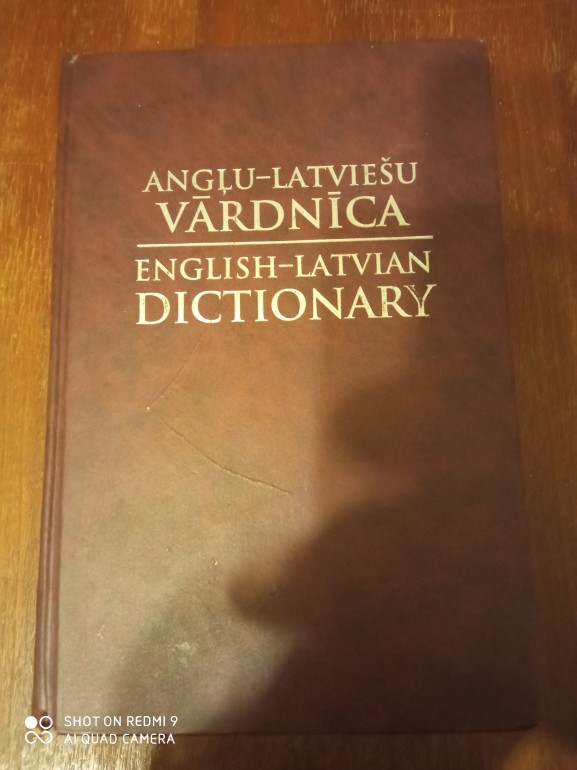 ANGĻU–LATVIEŠU
VĀRDNĪCA
ENGLISH–LATVIAN
DICTIONARY
SHOT ON REDMI 9
AI QUAD CAMERA